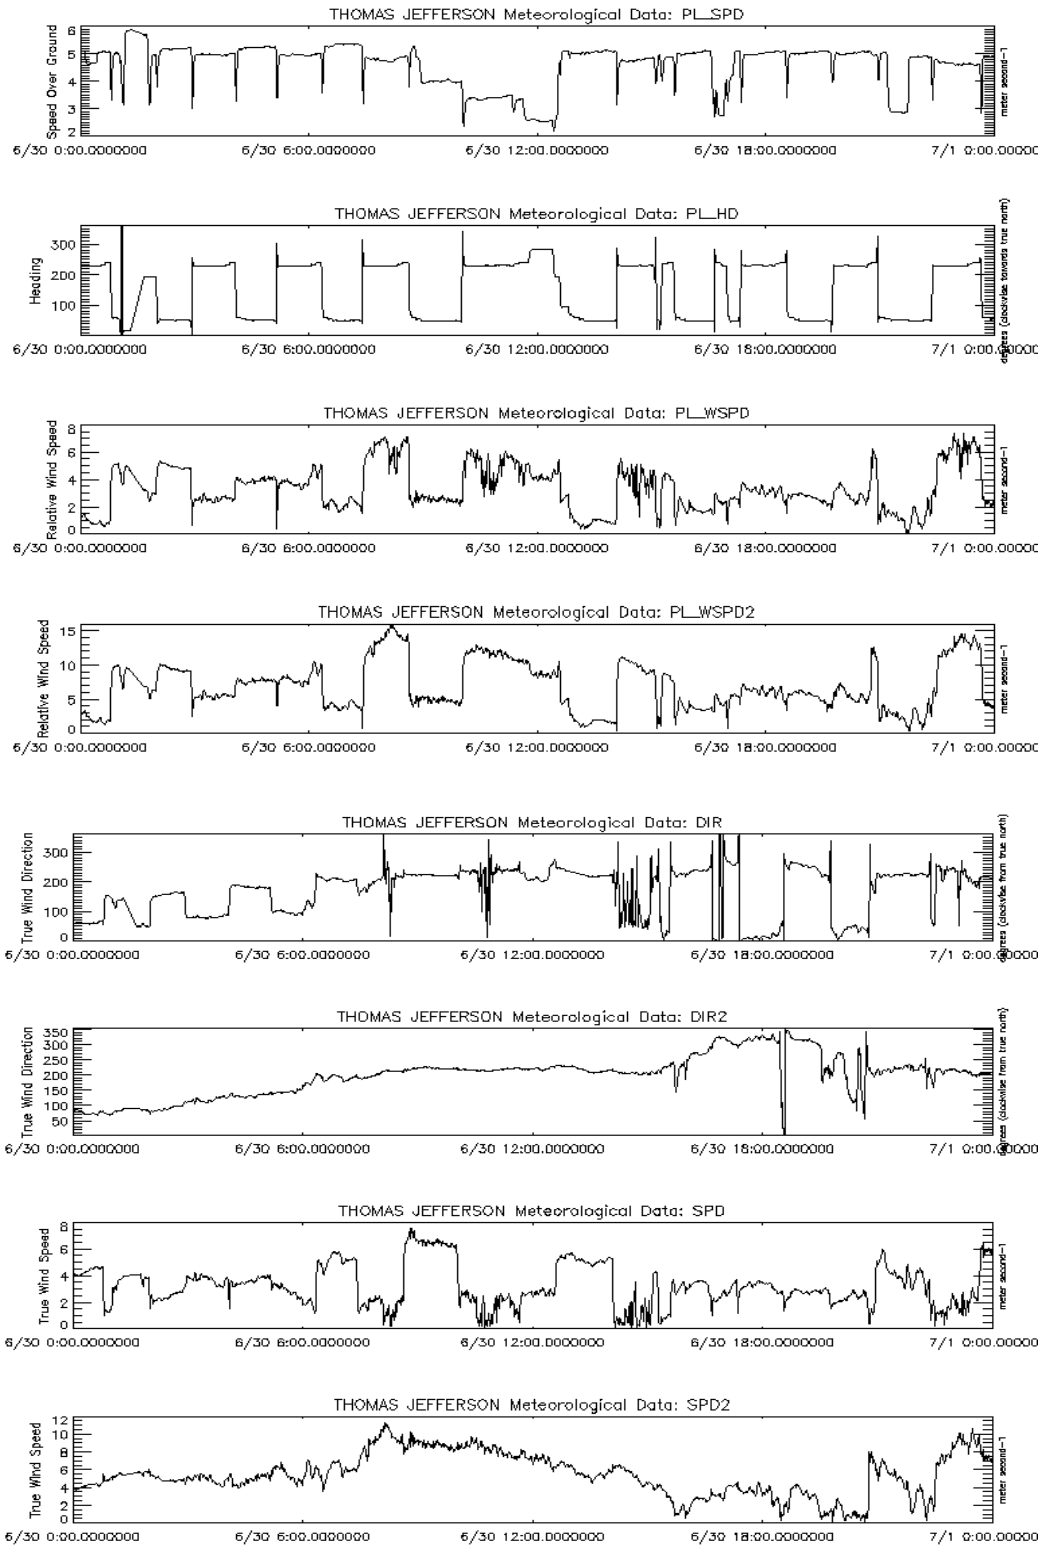 THOMAS JEFFERSON Meteorological Data: PL_SPD
Speed Over Ground
6
5
4
3
2
meter second-1
6/30 0:00.0000000 6/30 6:00.0000000 6/30 12:00.0000000 6/30 18:00.0000000 7/1 0:00.00000
THOMAS JEFFERSON Meteorological Data: PL_HD
Heading
300
200
100
degrees (clockwise towards true north)
6/30 0:00.0000000 6/30 6:00.0000000 6/30 12:00.0000000 6/30 18:00.0000000 7/1 0:00.00000
THOMAS JEFFERSON Meteorological Data: PL_WSPD
Relative Wind Speed
8
6
4
2
0
meter second-1
6/30 0:00.0000000 6/30 6:00.0000000 6/30 12:00.0000000 6/30 18:00.0000000 7/1 0:00.00000
THOMAS JEFFERSON Meteorological Data: PL_WSPD2
Relative Wind Speed
15
10
5
0
meter second-1
6/30 0:00.0000000 6/30 6:00.0000000 6/30 12:00.0000000 6/30 18:00.0000000 7/1 0:00.00000
THOMAS JEFFERSON Meteorological Data: DIR
True Wind Direction
300
200
100
0
degrees (clockwise from true north)
6/30 0:00.0000000 6/30 6:00.0000000 6/30 12:00.0000000 6/30 18:00.0000000 7/1 0:00.00000
THOMAS JEFFERSON Meteorological Data: DIR2
True Wind Direction
350
300
250
200
150
100
50
degrees (clockwise from true north)
6/30 0:00.0000000 6/30 6:00.0000000 6/30 12:00.0000000 6/30 18:00.0000000 7/1 0:00.00000
THOMAS JEFFERSON Meteorological Data: SPD
True Wind Speed
8
6
4
2
0
meter second-1
6/30 0:00.0000000 6/30 6:00.0000000 6/30 12:00.0000000 6/30 18:00.0000000 7/1 0:00.00000
THOMAS JEFFERSON Meteorological Data: SPD2
True Wind Speed
12
10
8
6
4
2
0
meter second-1
6/30 0:00.0000000 6/30 6:00.0000000 6/30 12:00.0000000 6/30 18:00.0000000 7/1 0:00.00000